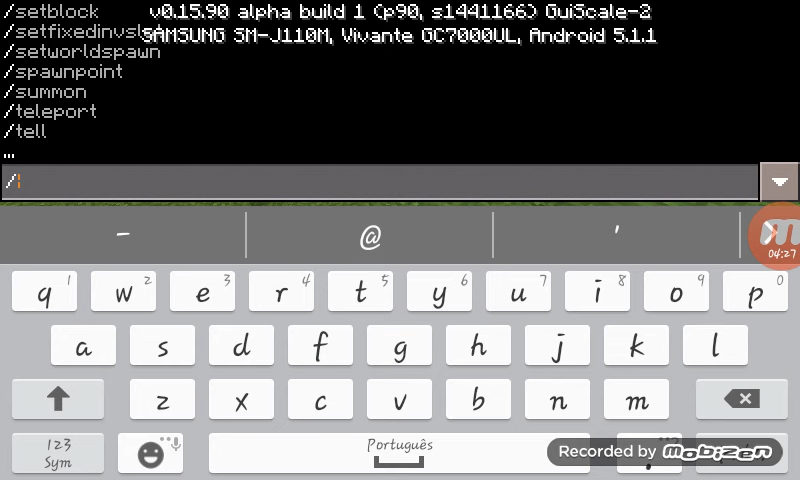 /setblock
v0.15.90 alpha build 1 (p90, s1441166) GuiScale-2
/setfixedinvsl
SAMSUNG SM-J110M, Vivante GC7000UL, Android 5.1.1
/setworldspawn
/spawnpoint
/summon
/teleport
/tell
...
/
- @ '
04:27
q 1 w 2 e 3 r 4 t 5 y 6 u 7 i 8 o 9 p 0
a s d f g h j k l
z x c v b n m
123
Sym
Português
Recorded by mobizen